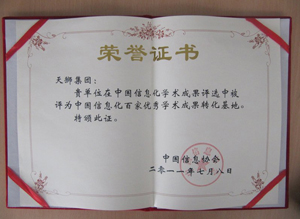 荣誉证书
天狮集团：
贵单位在中国信息化学术成果评选中被
评为中国信息化百家优秀学术成果转化基地。
特颁此证。
中国信息协会
二零一一年七月八日